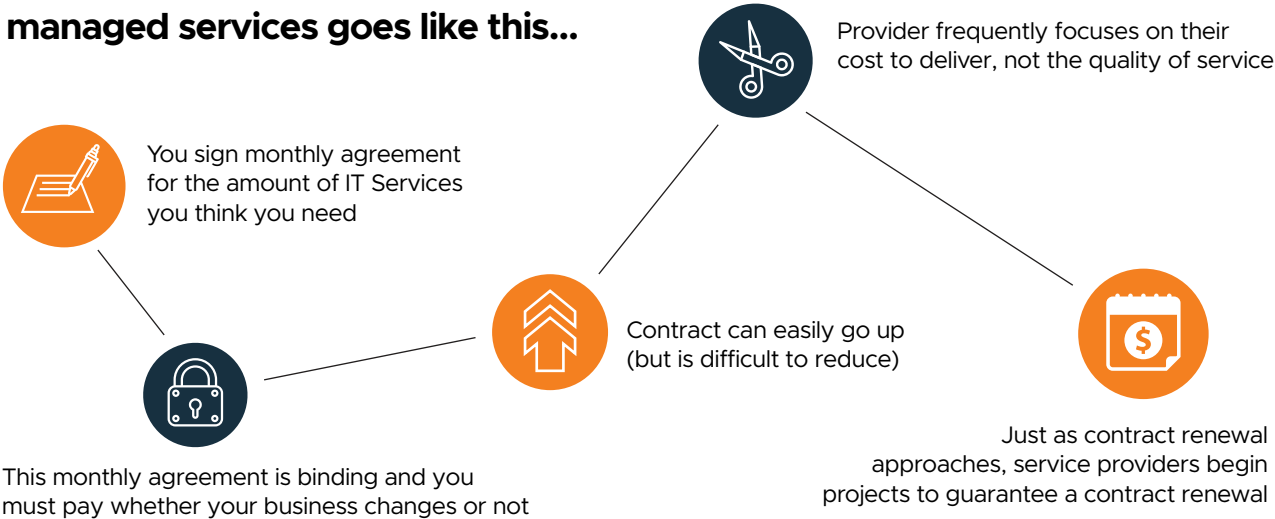 managed services goes like this...
You sign monthly agreement
for the amount of IT Services
you think you need
This monthly agreement is binding and you
must pay whether your business changes or not
Contract can easily go up
(but is difficult to reduce)
Provider frequently focuses on their
cost to deliver, not the quality of service
$
Just as contract renewal
approaches, service providers begin
projects to guarantee a contract renewal